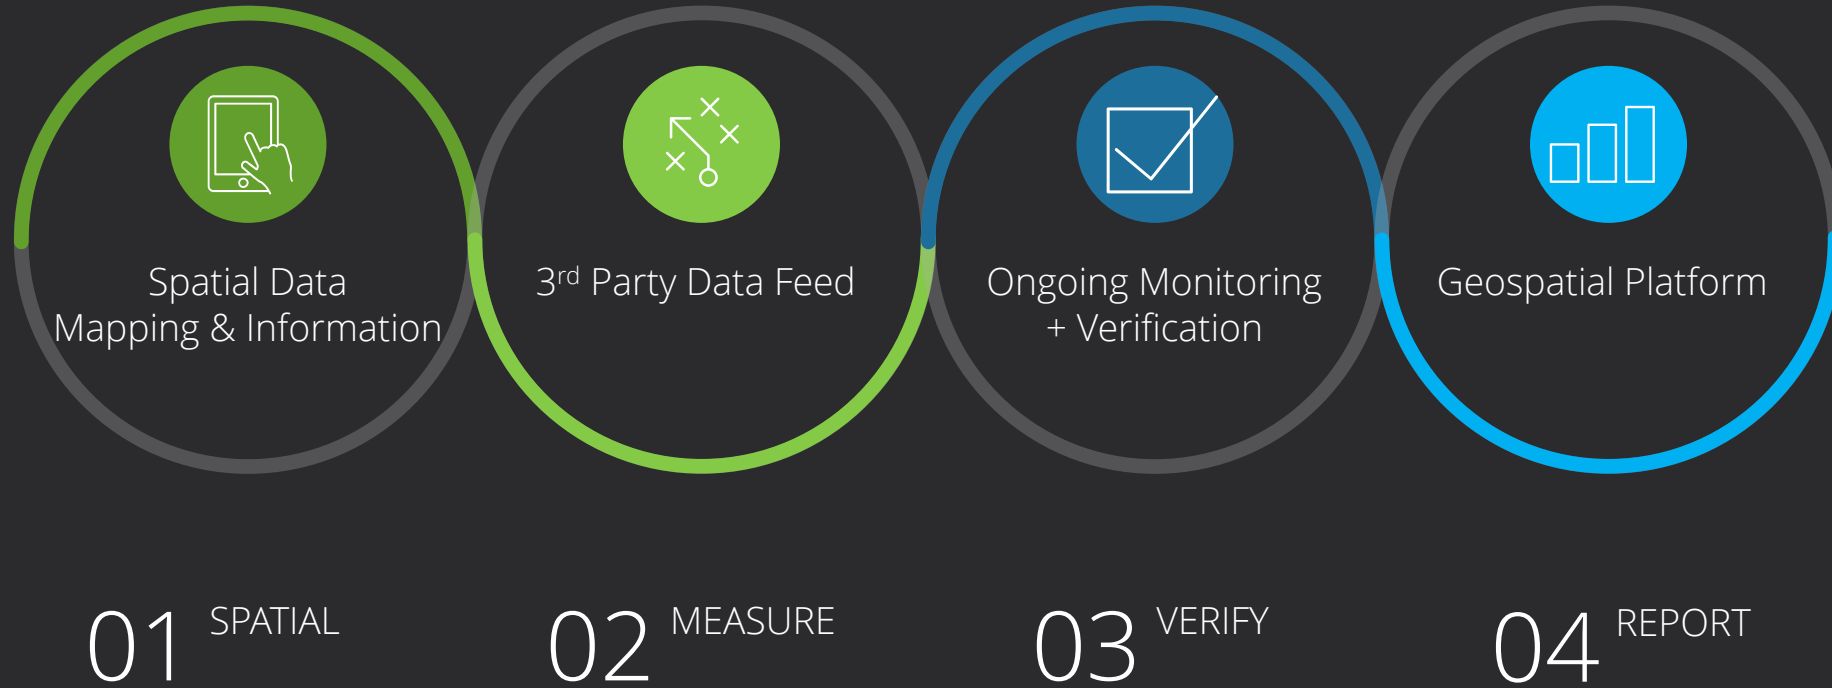 Spatial Data
Mapping & Information
3rd Party Data Feed
Ongoing Monitoring
+ Verification
Geospatial Platform
01 SPATIAL
02 MEASURE
03 VERIFY
04 REPORT